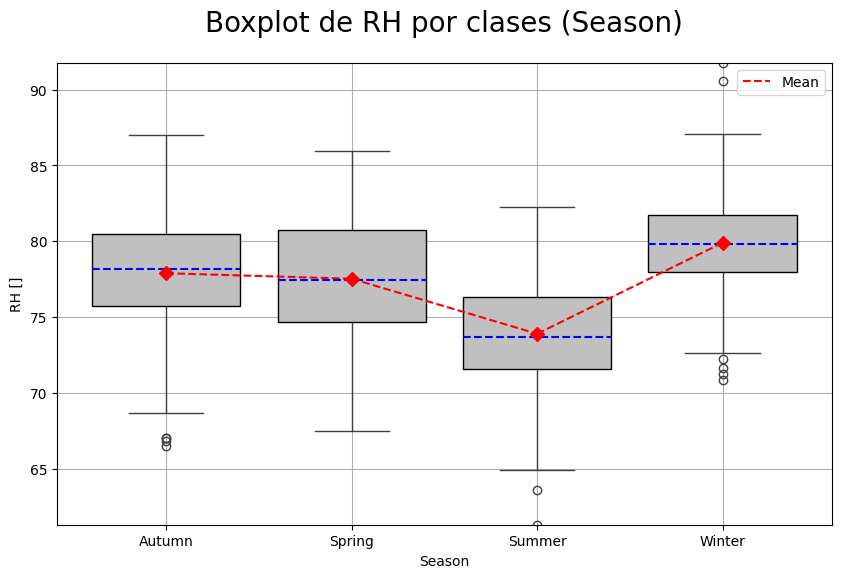 Boxplot de RH por clases (Season)
Mean
90
85
80
75
70
65
RH []
Autumn Spring Summer Winter
Season